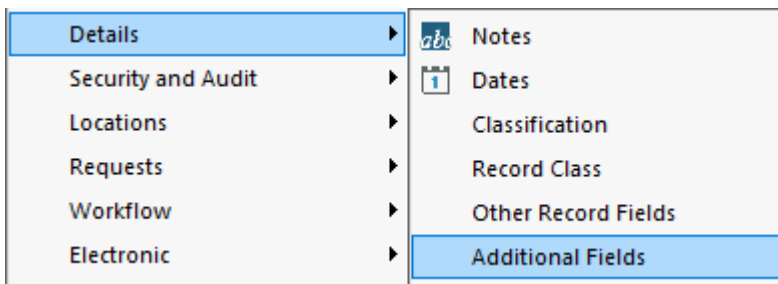 Details
Security and Audit
Locations
Requests
Workflow
Electronic
abc Notes
1 Dates
Classification
Record Class
Other Record Fields
Additional Fields